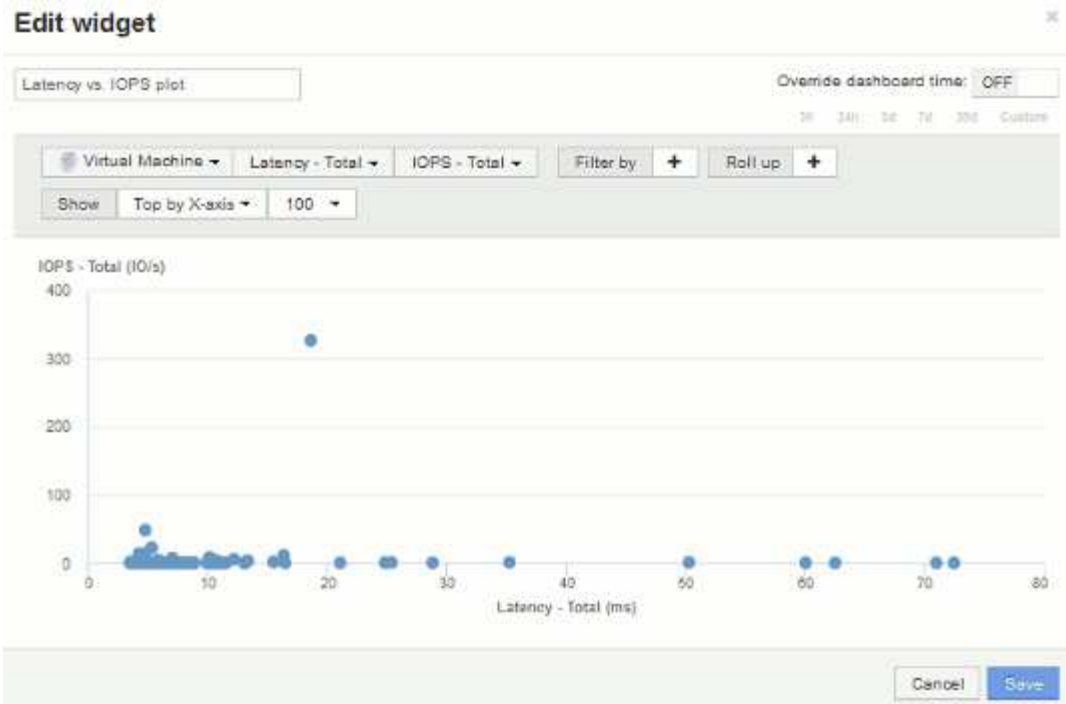 Edit widget
×
Latency vs. IOPS plot
Override dashboard time: OFF
3h 24h 3d 7d 30d Custom
Virtual Machine Latency - Total IOPS - Total Filter by + Roll up +
Show Top by X-axis 100
IOPS - Total (IO/s)
400
300
200
100
0
0 10 20 30 40 50 60 70 80
Latency - Total (ms)
Cancel Save